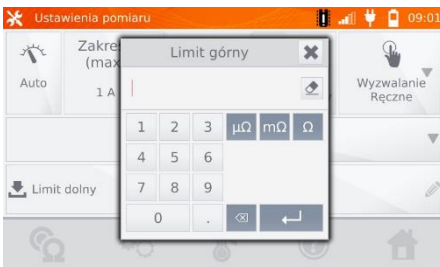 Ustawienia pomiaru 09:01
Auto
Zakre
(max
1 A
Limit górny
Wyzwalanie
Ręczne
1 2 3 μΩ mΩ Ω
4 5 6
7 8 9
0 .
Limit dolny